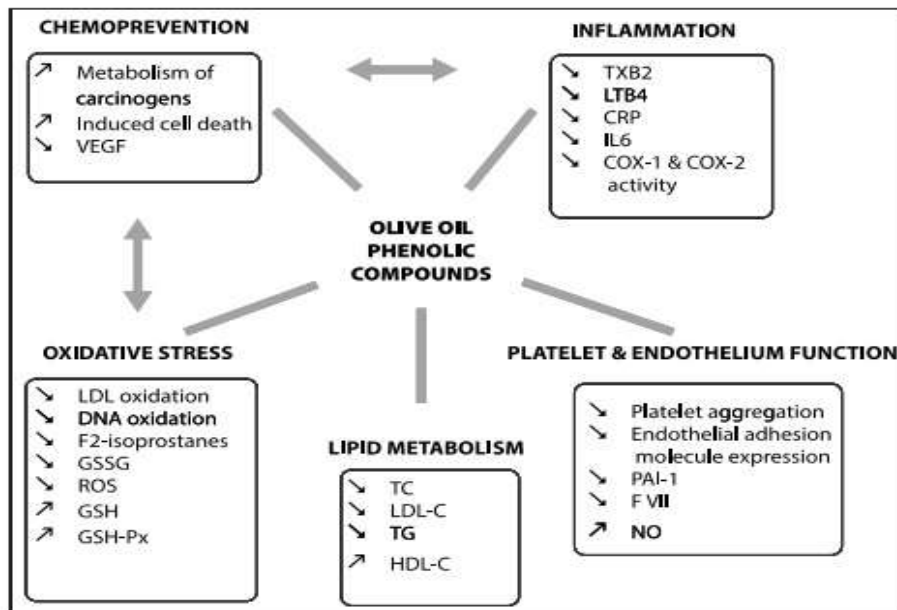 CHEMOPREVENTION
↗ Metabolism of
carcinogens
↗ Induced cell death
↘ VEGF
INFLAMMATION
↘ TXB2
↘ LTB4
↘ CRP
↘ IL6
↘ COX-1 & COX-2
activity
OLIVE OIL
PHENOLIC
COMPOUNDS
OXIDATIVE STRESS
↘ LDL oxidation
↘ DNA oxidation
↘ F2-isoprostanes
↘ GSSG
↘ ROS
↗ GSH
↗ GSH-Px
LIPID METABOLISM
↘ TC
↘ LDL-C
↘ TG
↗ HDL-C
PLATELET & ENDOTHELIUM FUNCTION
↘ Platelet aggregation
↘ Endothelial adhesion
molecule expression
↘ PAI-1
↘ F VII
↗ NO